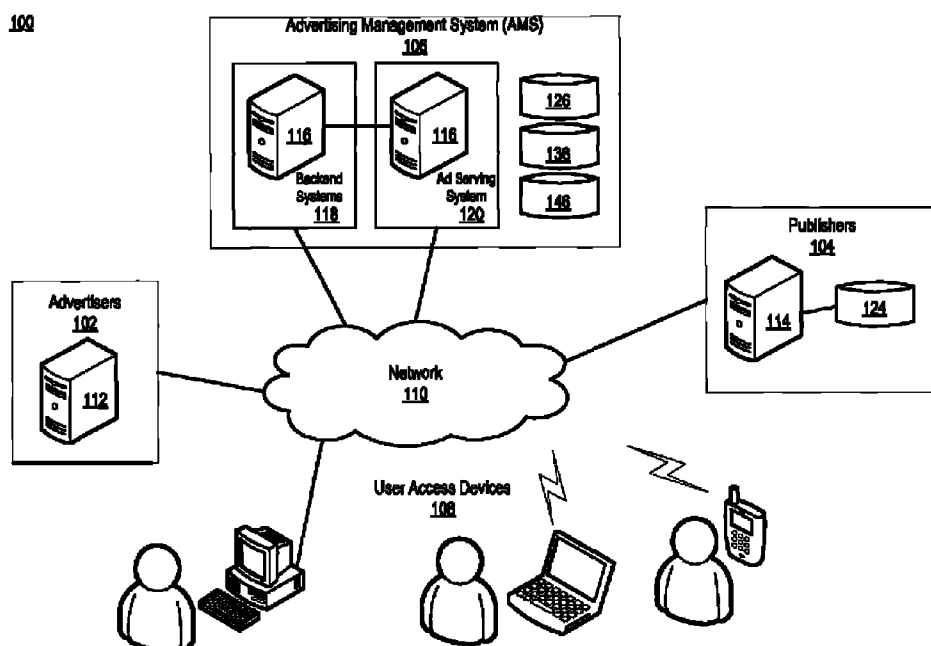 100
Advertising Management System (AMS)
106
116
116
126
136
146
Backend
Systems
118
Ad Serving
System
120
Publishers
104
114
124
Advertisers
102
112
Network
110
User Access Devices
108